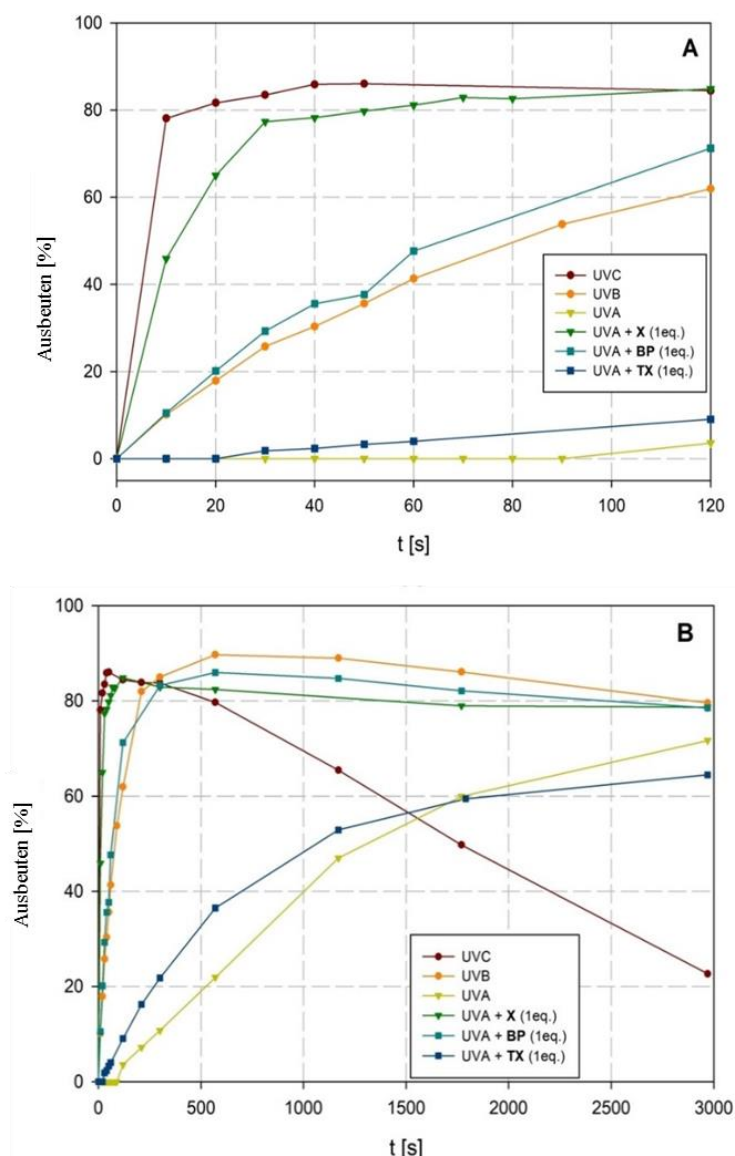 A
Ausbeuten [%]
100
80
60
40
20
0
0 20 40 60 80 100 120
t [s]
UVC
UVB
UVA
UVA + X (1eq.)
UVA + BP (1eq.)
UVA + TX (1eq.)
B
Ausbeuten [%]
100
80
60
40
20
0
0 500 1000 1500 2000 2500 3000
t [s]
UVC
UVB
UVA
UVA + X (1eq.)
UVA + BP (1eq.)
UVA + TX (1eq.)